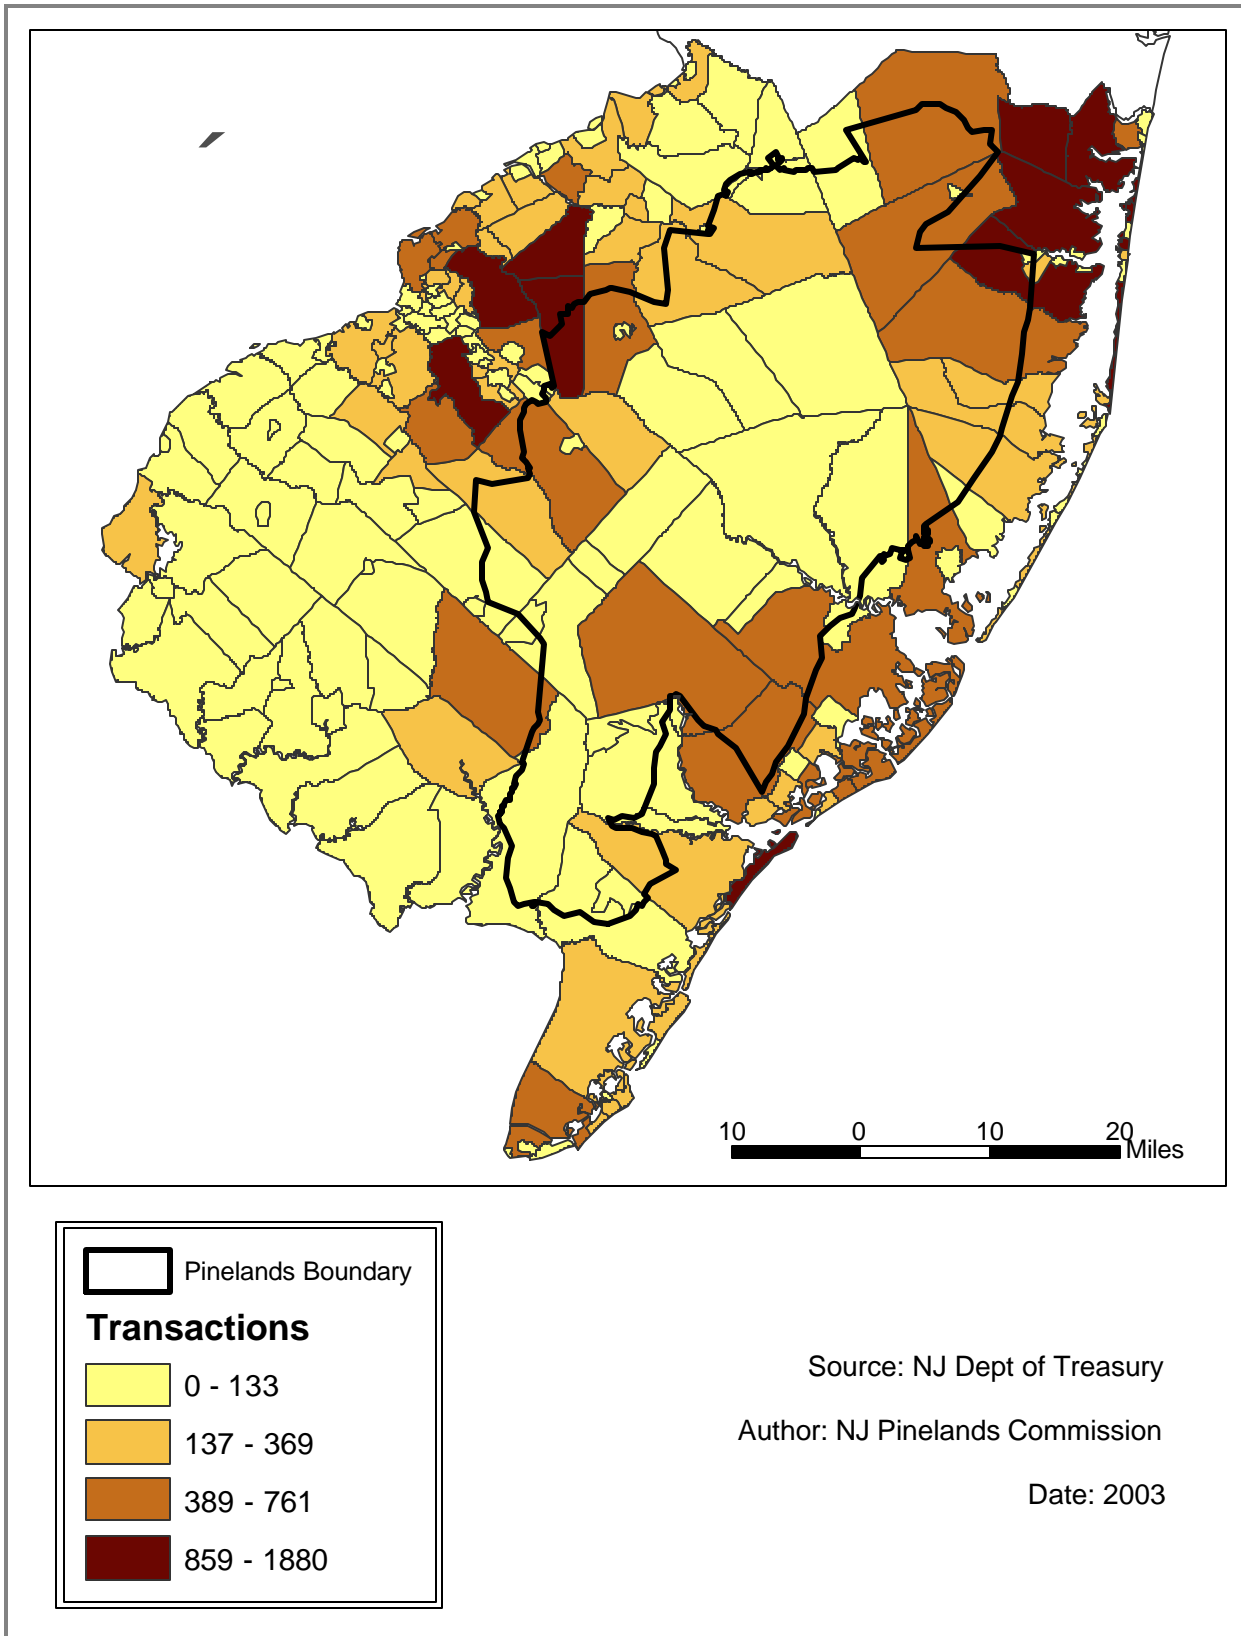 10 0 10 20
Miles
Pinelands Boundary
Transactions
0 - 133
137 - 369
389 - 761
859 - 1880
Source: NJ Dept of Treasury
Author: NJ Pinelands Commission
Date: 2003